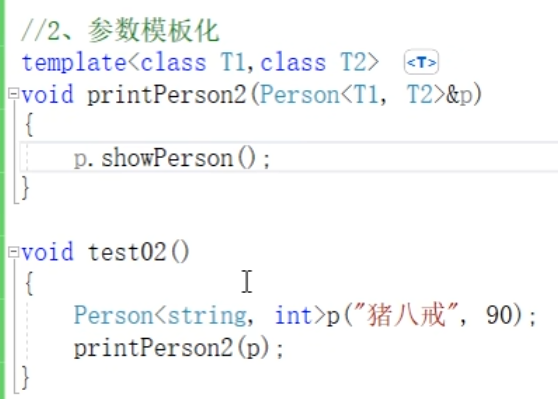 //2、参数模板化
template<class T1,class T2> <T>
void printPerson2(Person<T1, T2>&p)
{
p.showPerson();
}
void test02()
{
Person<string, int>p("猪八戒", 90);
printPerson2(p);
}